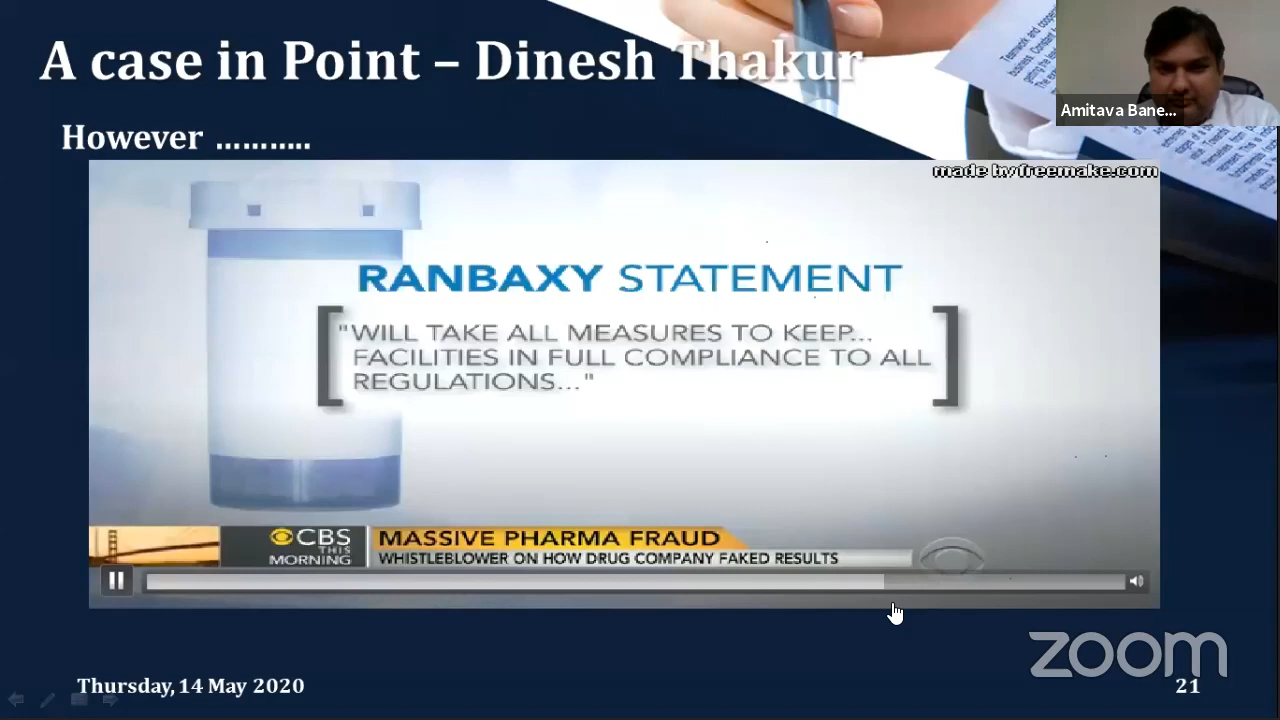 A case in Point – Dinesh Thakur
Amitava Bane...
However ...........
made by freemake.com
RANBAXY STATEMENT
"WILL TAKE ALL MEASURES TO KEEP...
FACILITIES IN FULL COMPLIANCE TO ALL
REGULATIONS..."
CBS
THIS
MORNING
MASSIVE PHARMA FRAUD
WHISTLEBLOWER ON HOW DRUG COMPANY FAKED RESULTS
zoom
Thursday, 14 May 2020
21